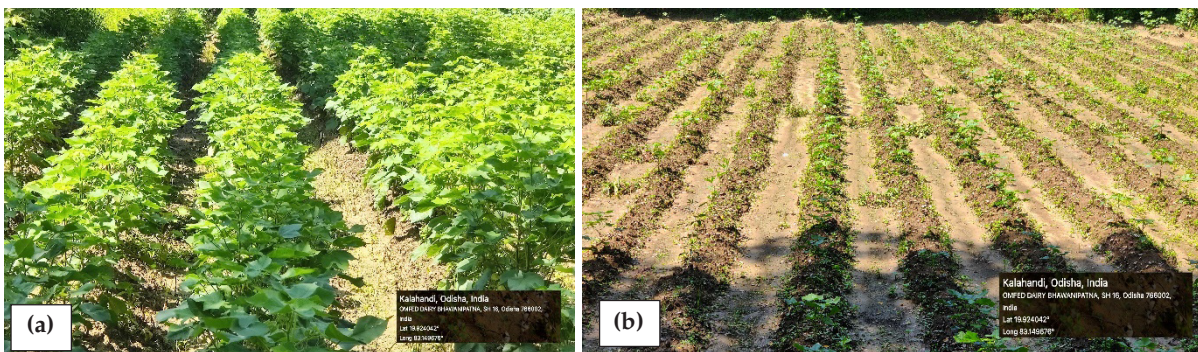 (a)
Kalahandi, Odisha, India
OMFED DAIRY BHAWANIPATNA, SH 16, Odisha 766002,
India
Lat 19.924042°
Long 83.149676°
(b)
Kalahandi, Odisha, India
OMFED DAIRY BHAWANIPATNA, SH 16, Odisha 766002,
India
Lat 19.924042°
Long 83.149676°